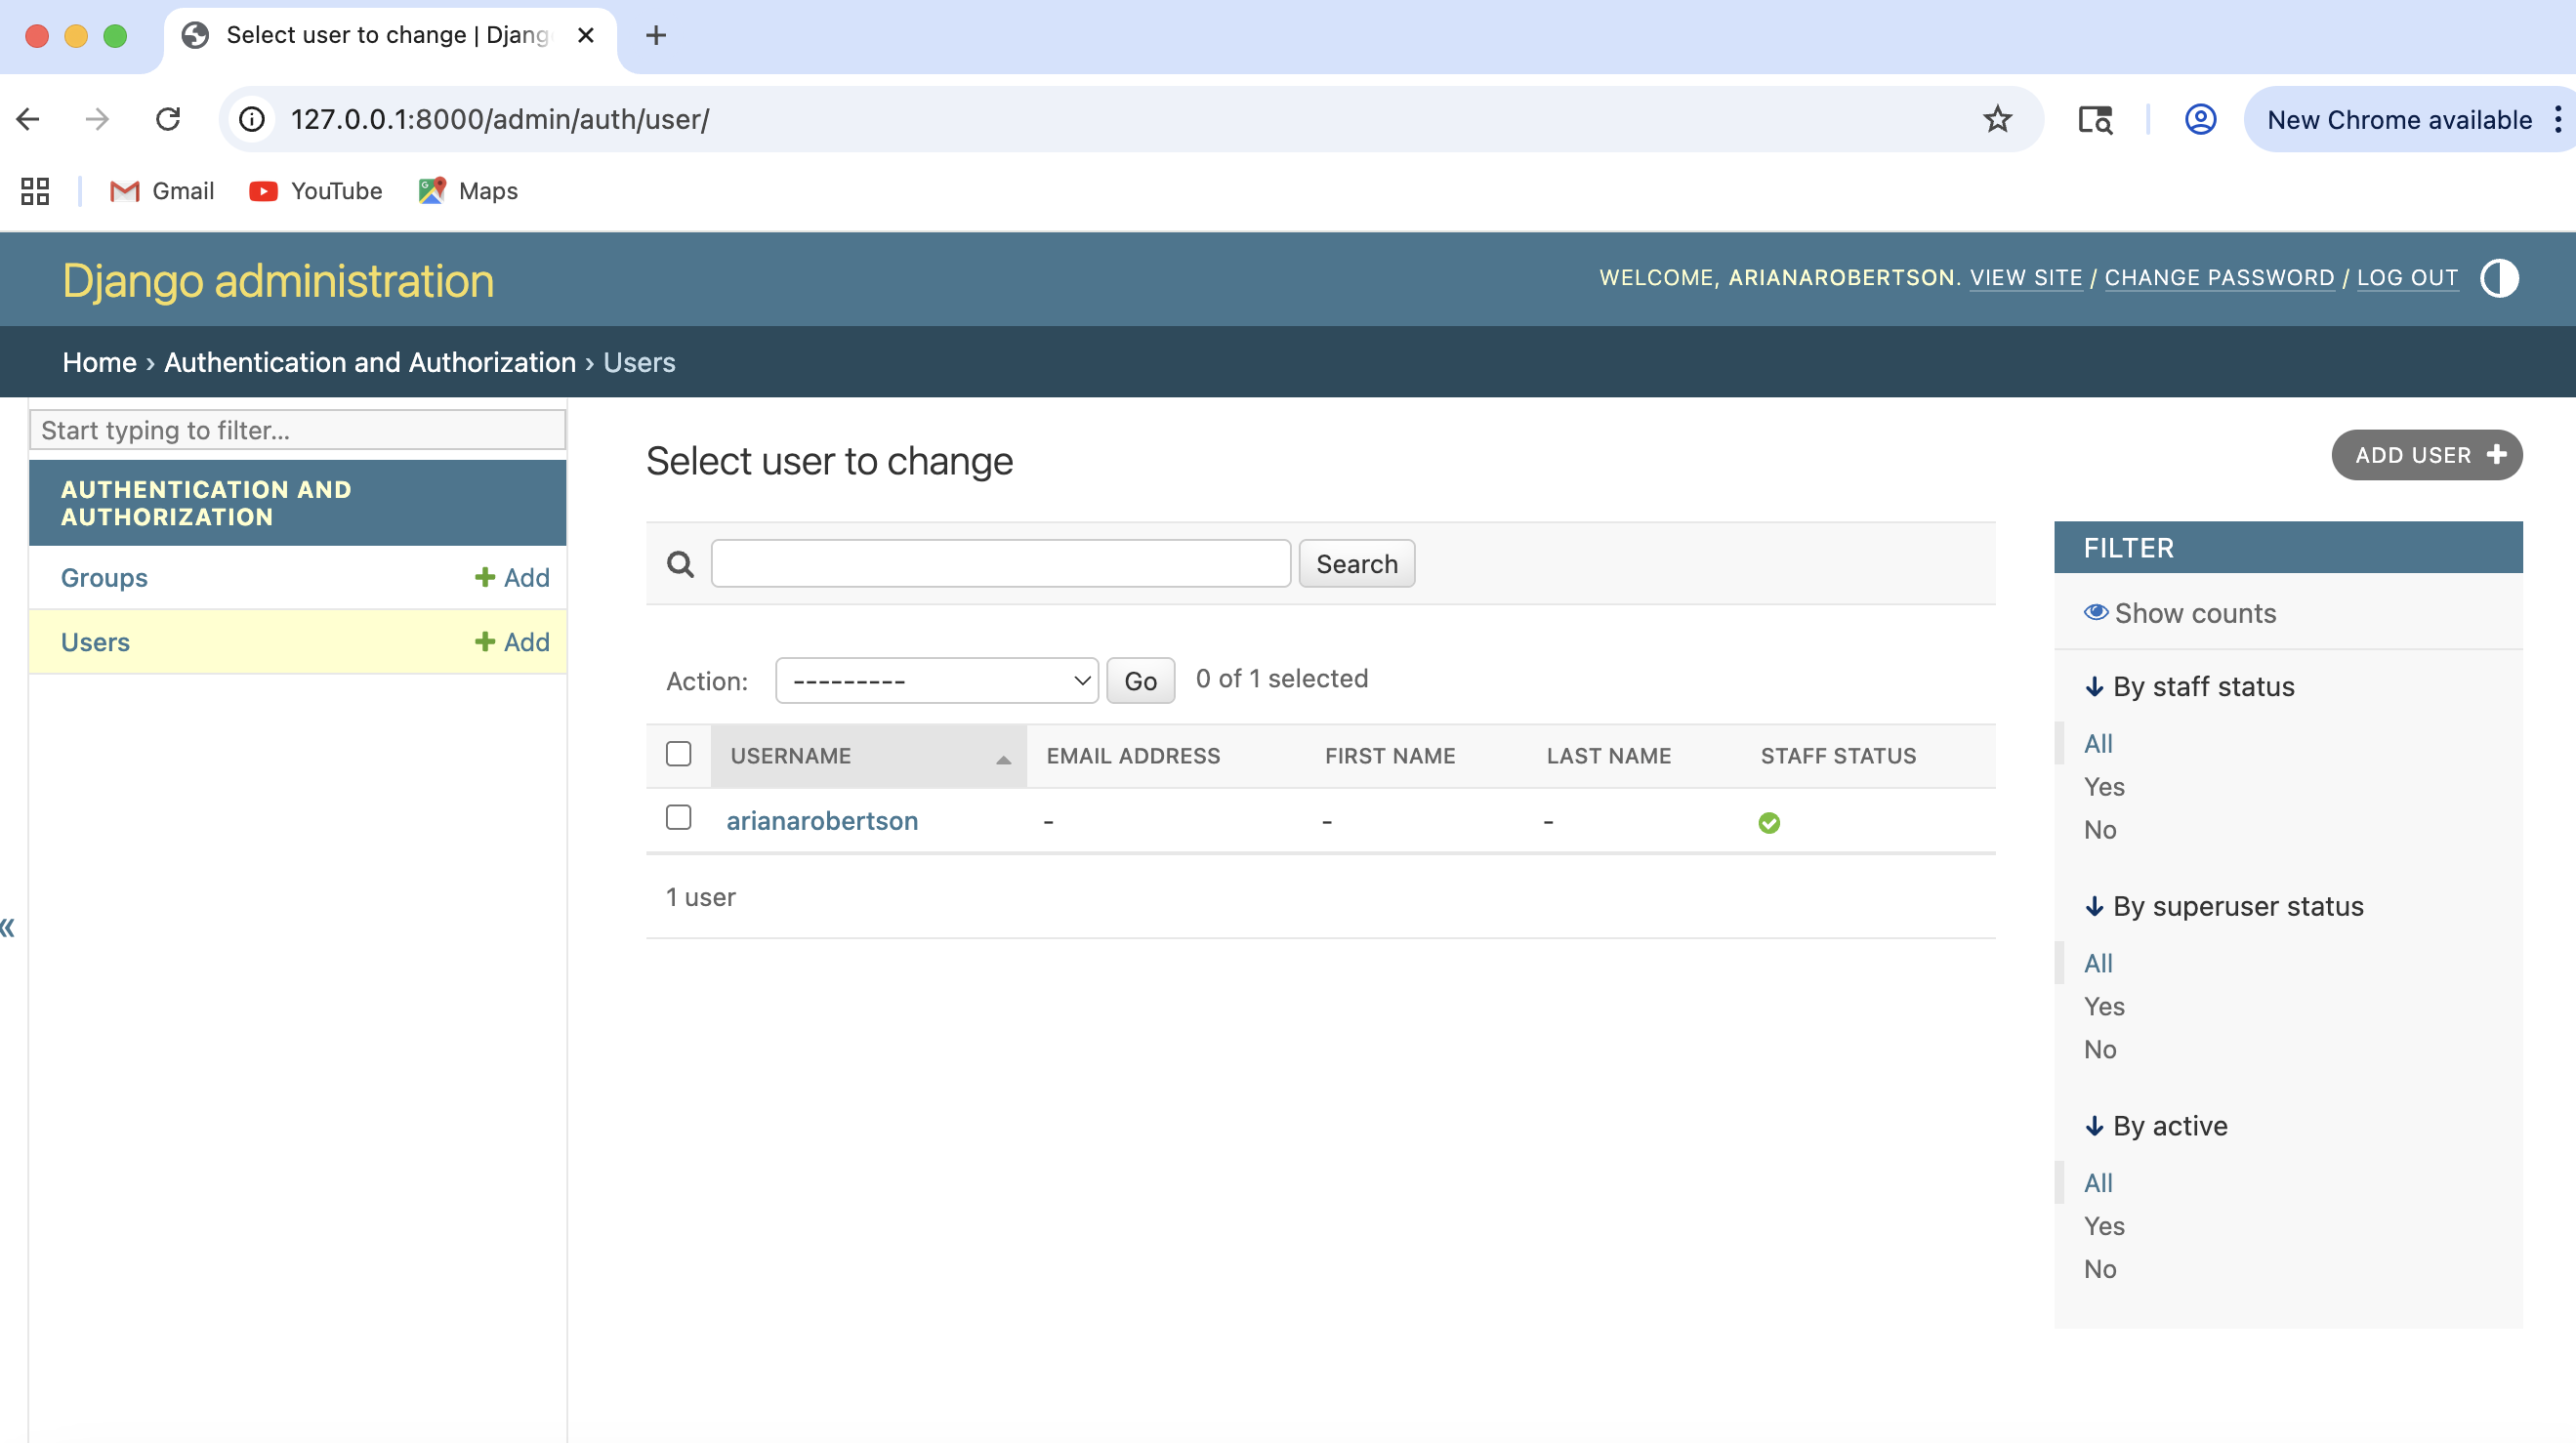 Select user to change | Djang
127.0.0.1:8000/admin/auth/user/
New Chrome available
Gmail YouTube Maps
Django administration
WELCOME, ARIANAROBERTSON. VIEW SITE / CHANGE PASSWORD / LOG OUT
Home › Authentication and Authorization › Users
Start typing to filter...
AUTHENTICATION AND
AUTHORIZATION
Groups + Add
Users + Add
«
Select user to change
ADD USER +
Search
Action: --------- Go 0 of 1 selected
USERNAME EMAIL ADDRESS FIRST NAME LAST NAME STAFF STATUS
arianarobertson - - -
1 user
FILTER
Show counts
↓ By staff status
All
Yes
No
↓ By superuser status
All
Yes
No
↓ By active
All
Yes
No